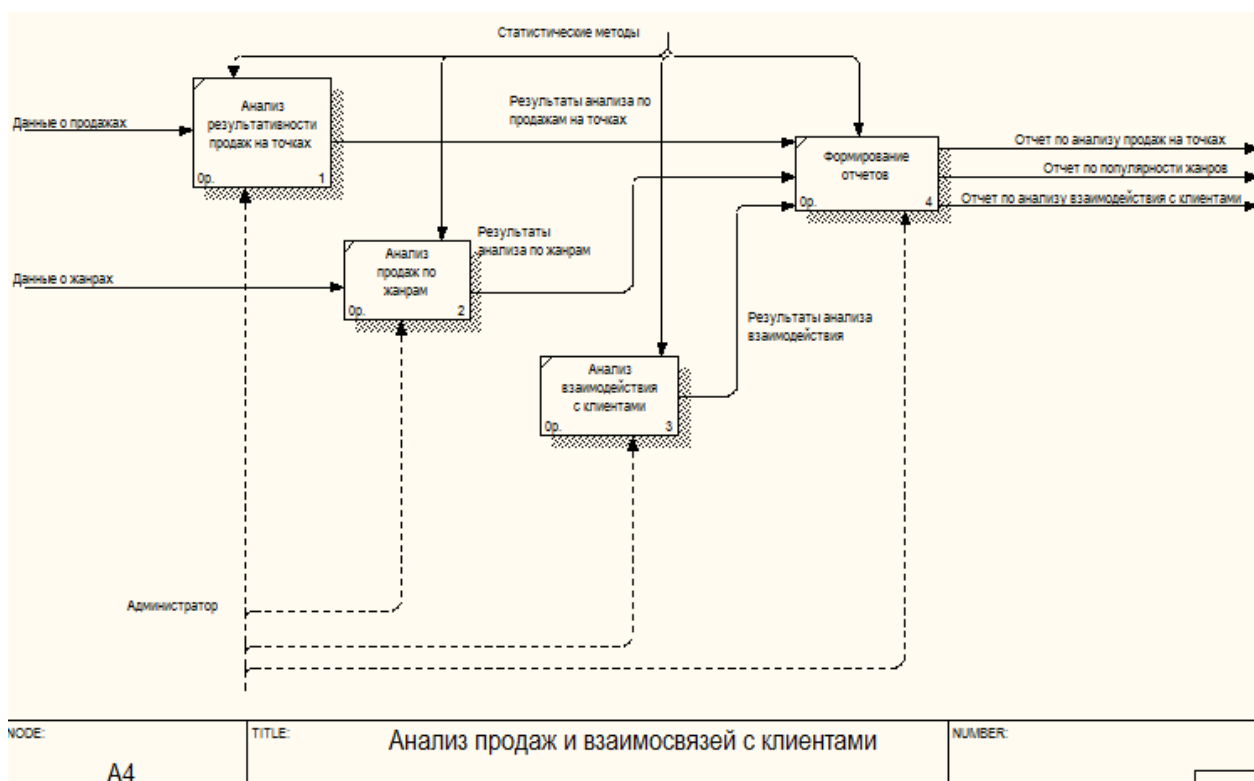 Статистические методы
Данные о продажах
Анализ
результативности
продаж на точках
0р.
1
Результаты анализа по
продажам на точках
Формирование
отчетов
0р.
4
Отчет по анализу продаж на точках
Отчет по популярности жанров
Отчет по анализу взаимодействия с клиентами
Данные о жанрах
Анализ
продаж по
жанрам
0р.
2
Результаты
анализа по жанрам
Результаты анализа
взаимодействия
Анализ
взаимодействия
с клиентами
0р.
3
Администратор
NODE:
A4
TITLE:
Анализ продаж и взаимосвязей с клиентами
NUMBER: